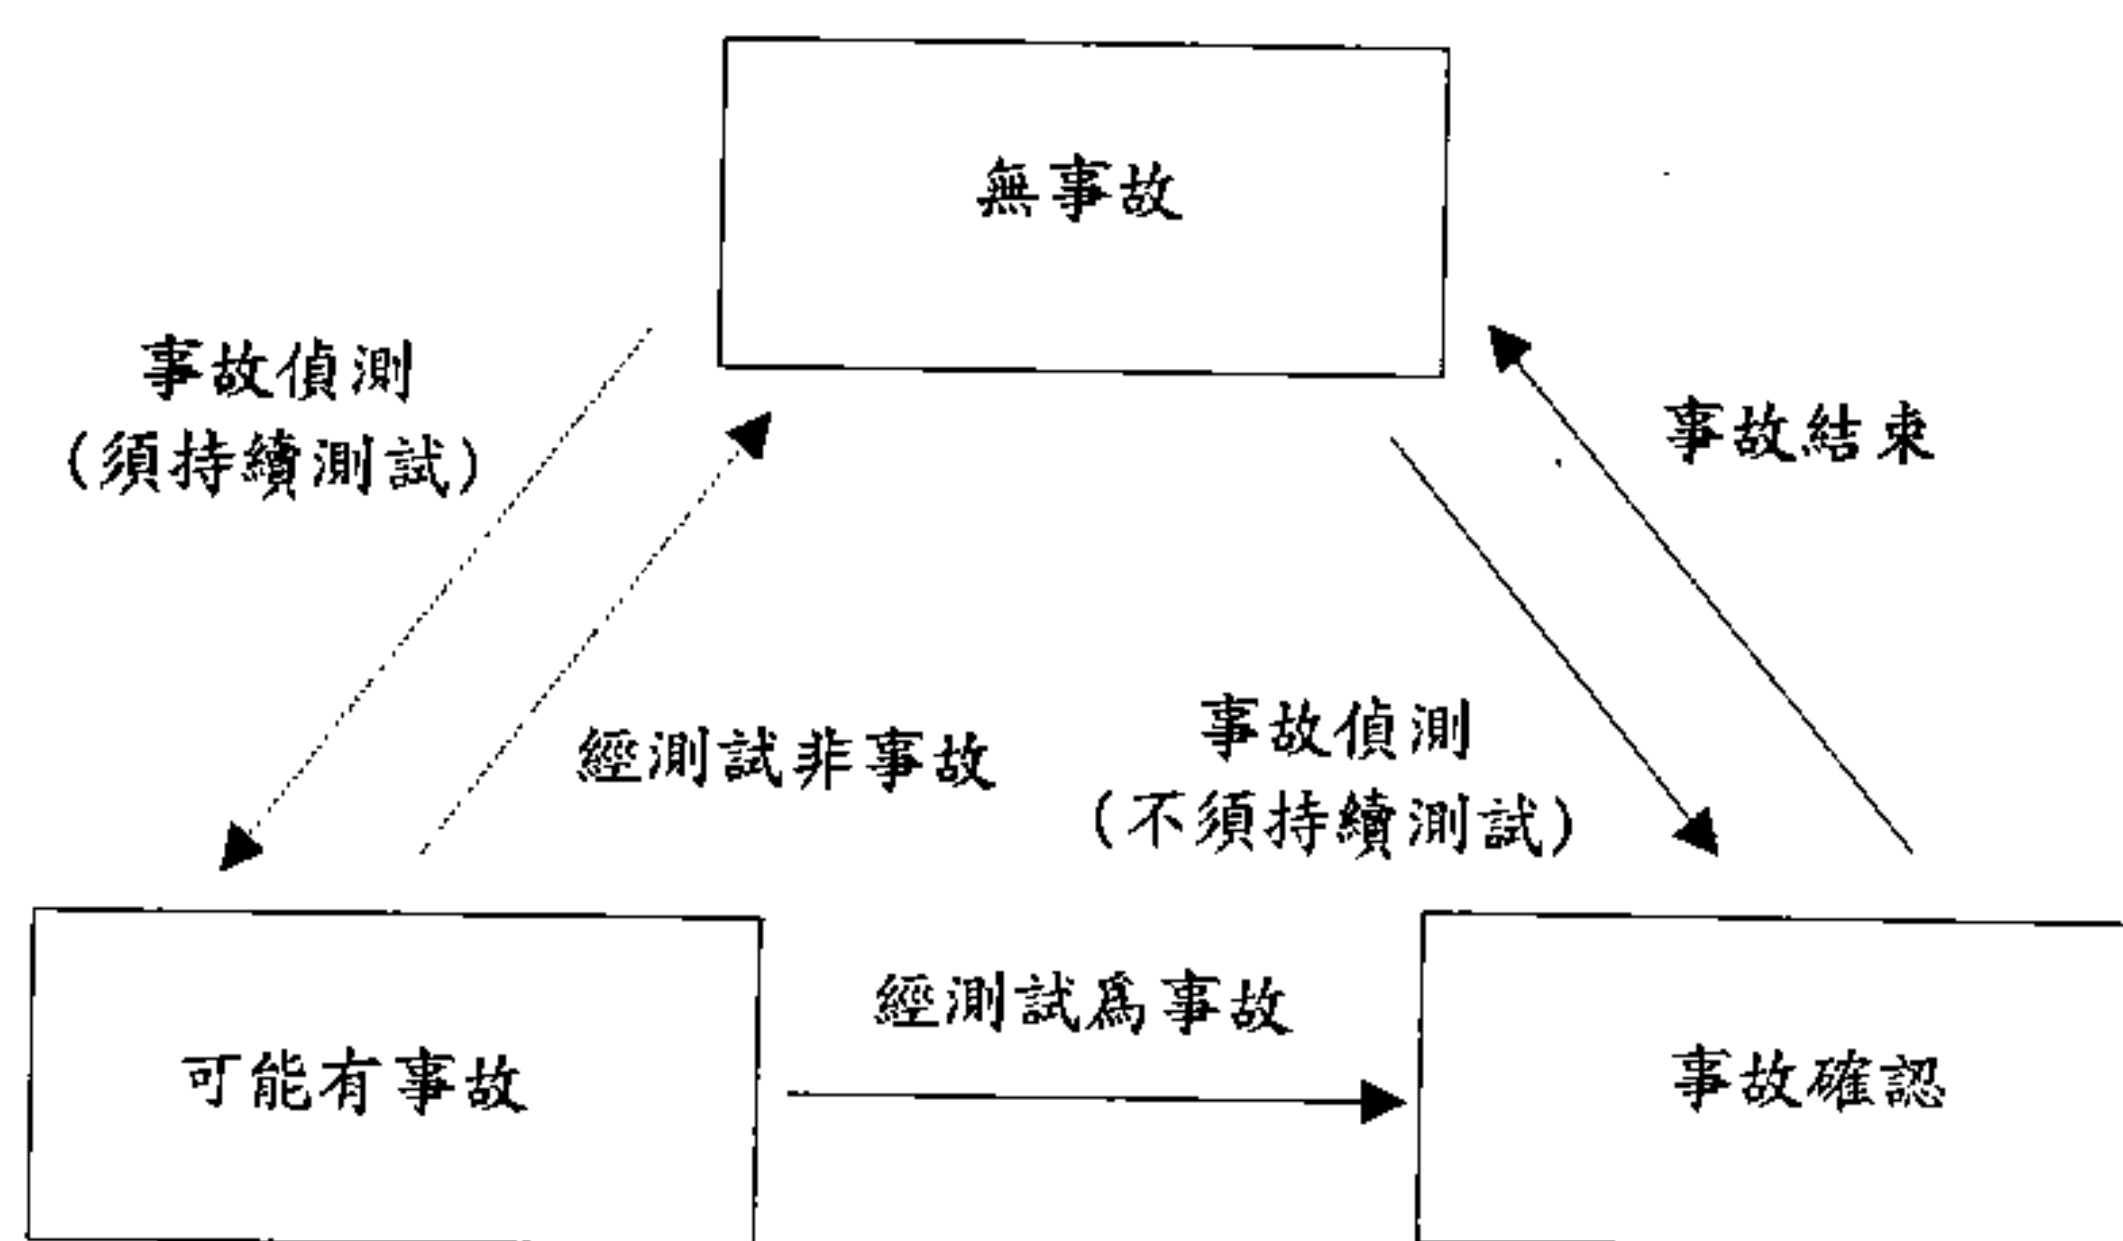 無事故
事故偵測
(須持續測試)
事故結束
經測試非事故
事故偵測
(不須持續測試)
經測試爲事故
可能有事故
事故確認